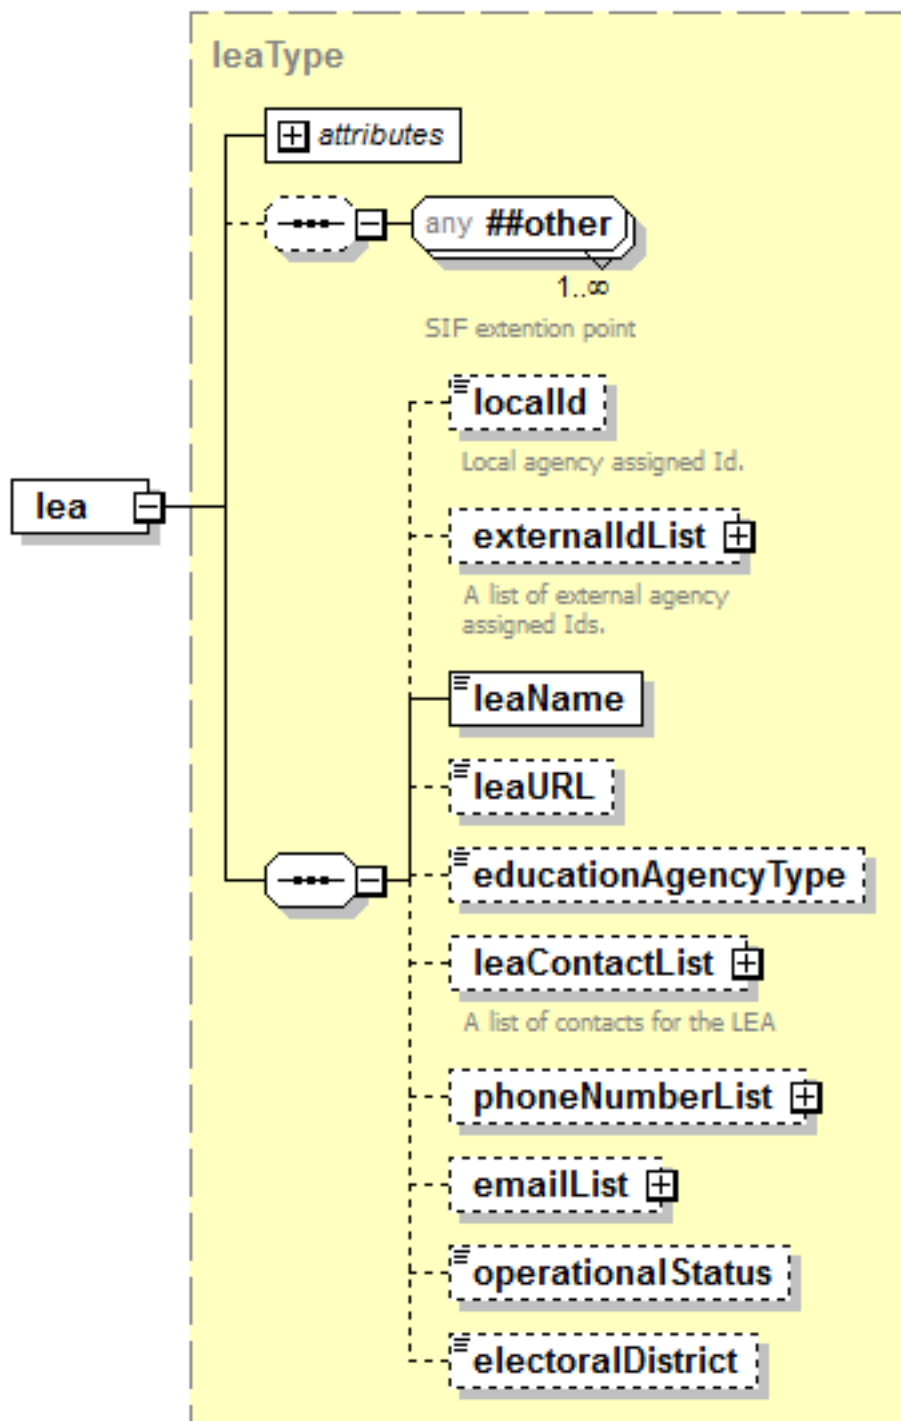 leaType
attributes
any ##other
1..∞
SIF extention point
localId
Local agency assigned Id.
lea
externalIdList
A list of external agency
assigned Ids.
leaName
leaURL
educationAgencyType
leaContactList
A list of contacts for the LEA
phoneNumberList
emailList
operationalStatus
electoralDistrict